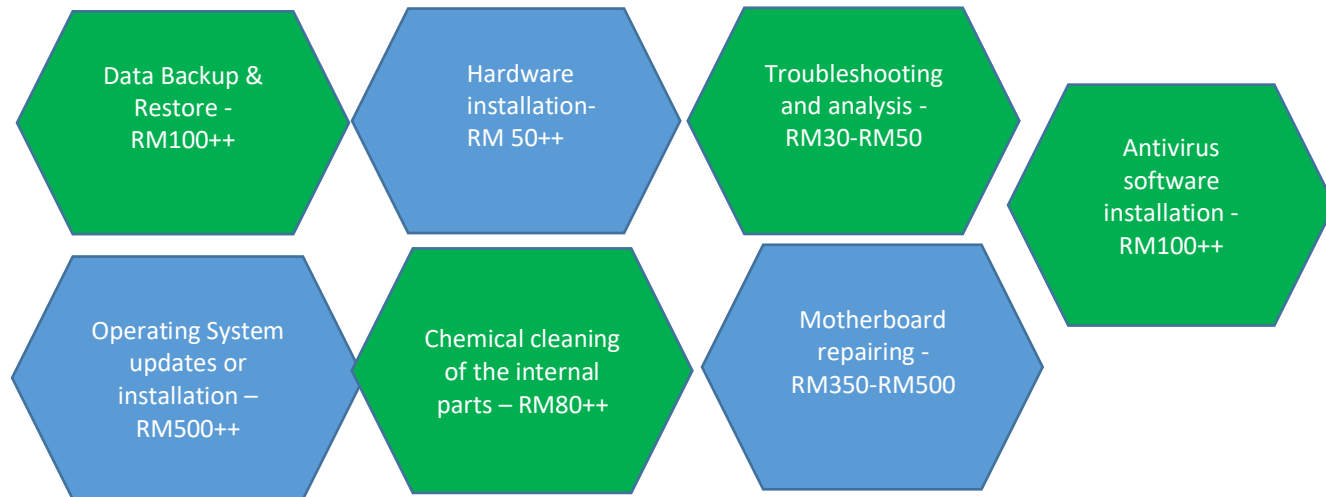 Data Backup &
Restore -
RM100++
Hardware
installation-
RM 50++
Troubleshooting
and analysis -
RM30-RM50
Antivirus
software
installation -
RM100++
Operating System
updates or
installation –
RM500++
Chemical cleaning
of the internal
parts – RM80++
Motherboard
repairing -
RM350-RM500